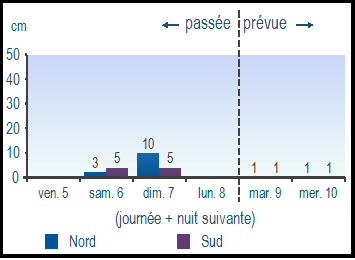 passée prévue
cm
50
40
30
20
10
0
3 5 10 5 1 1 1 1
ven. 5 sam. 6 dim. 7 lun. 8 mar. 9 mer. 10
(journée + nuit suivante)
Nord Sud